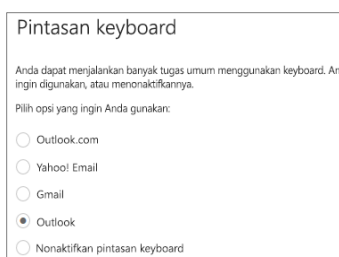 Pintasan keyboard
Anda dapat menjalankan banyak tugas umum menggunakan keyboard.
ingin digunakan, atau menonaktifkannya.
Pilih opsi yang ingin Anda gunakan:
Outlook.com
Yahoo! Email
Gmail
Outlook
Nonaktifkan pintasan keyboard